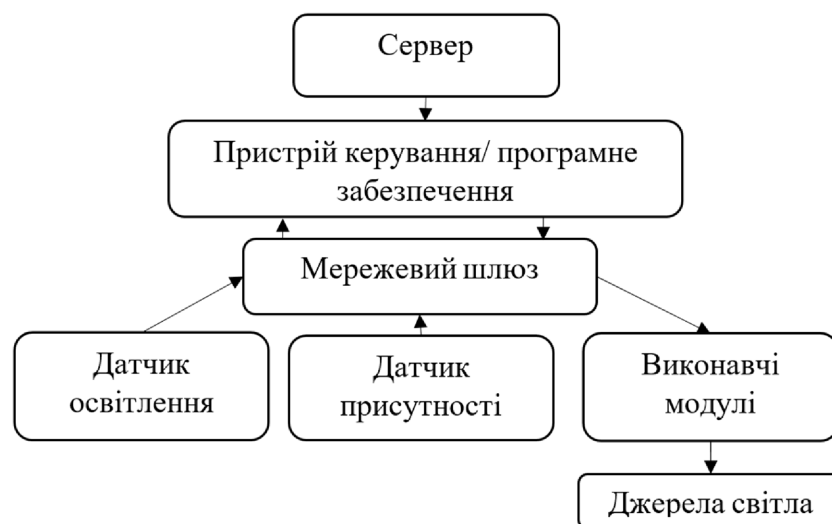 Сервер
Пристрій керування/ програмне
забезпечення
Мережевий шлюз
Датчик
освітлення
Датчик
присутності
Виконавчі
модулі
Джерела світла